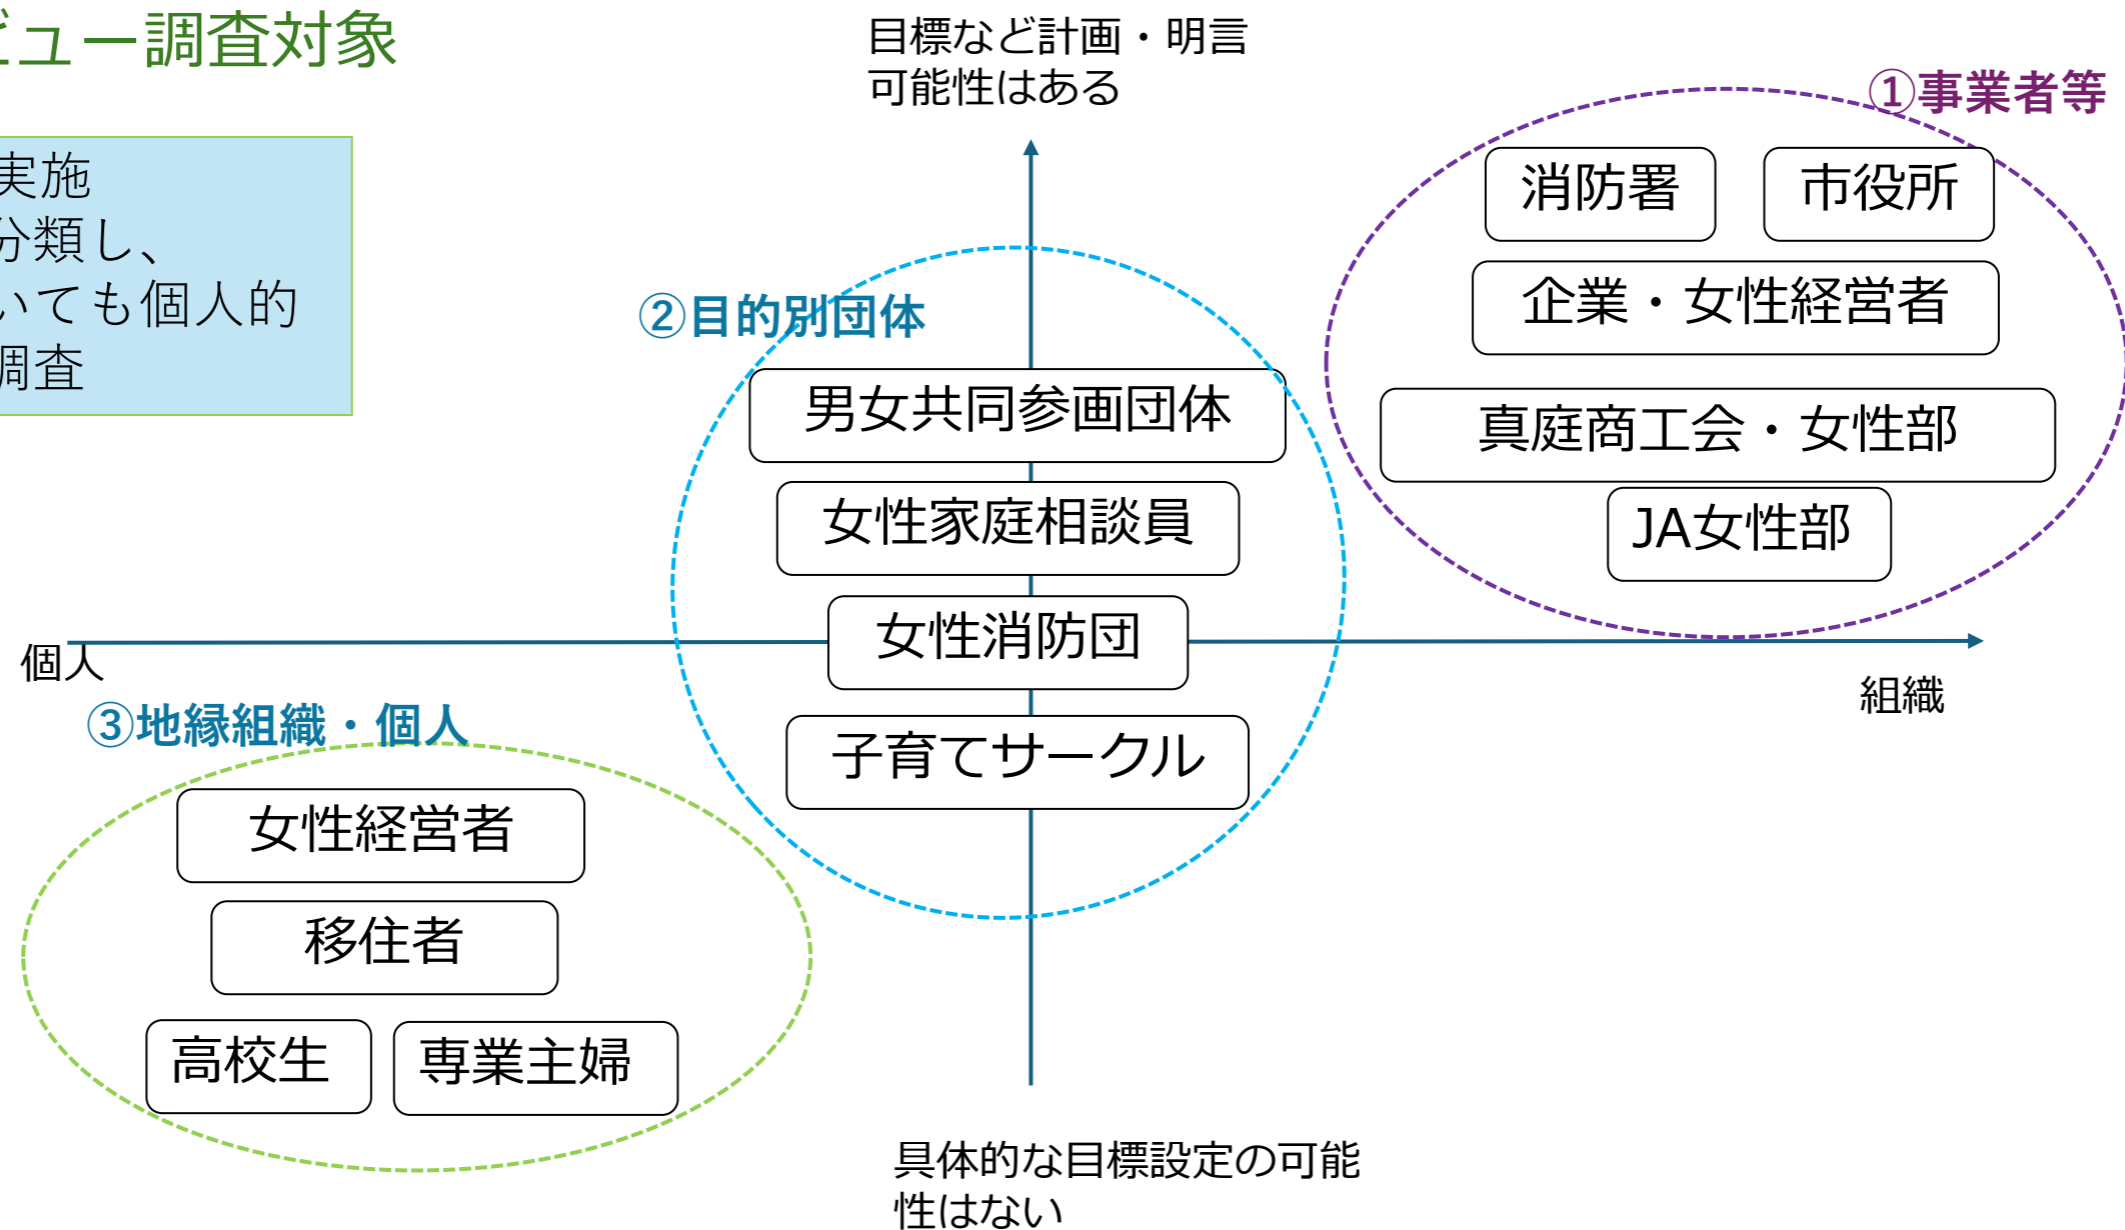 ビュー調査対象
実施
分類し、
いても個人的
調査
目標など計画・明言
可能性はある
①事業者等
消防署
市役所
企業・女性経営者
真庭商工会・女性部
JA女性部
②目的別団体
男女共同参画団体
女性家庭相談員
女性消防団
子育てサークル
個人
組織
③地縁組織・個人
女性経営者
移住者
高校生
専業主婦
具体的な目標設定の可能
性はない